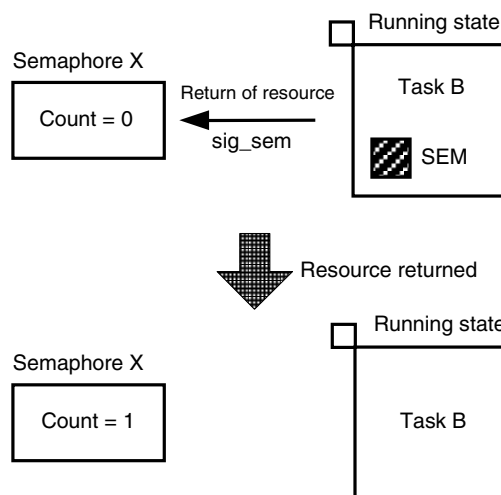 Running state
Semaphore X
Task B
Return of resource
Count = 0
sig_sem
SEM
Resource returned
Running state
Semaphore X
Count = 1
Task B